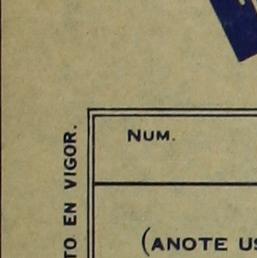 TO EN VIGOR.
NUM.
(ANOTE US